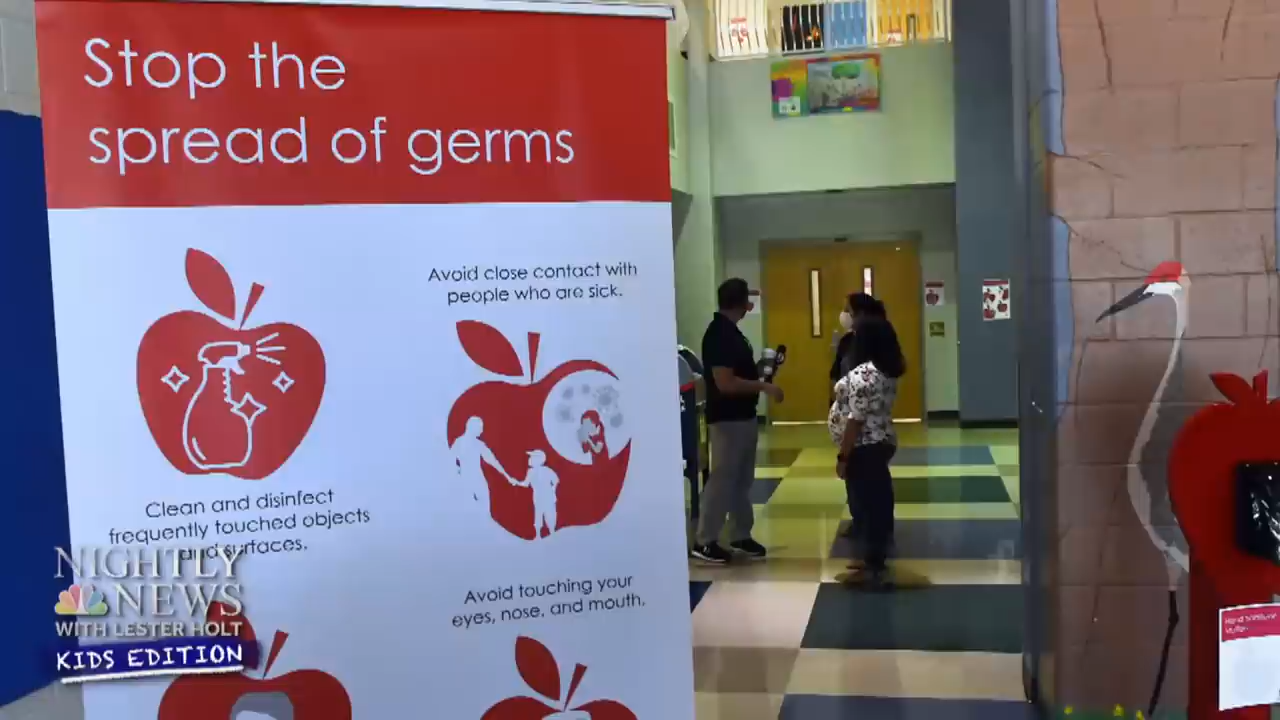 Stop the
spread of germs
Avoid close contact with
people who are sick.
Clean and disinfect
frequently touched objects
and surfaces.
Avoid touching your
eyes, nose, and mouth.
NIGHTLY
NEWS
WITH LESTER HOLT
KIDS EDITION